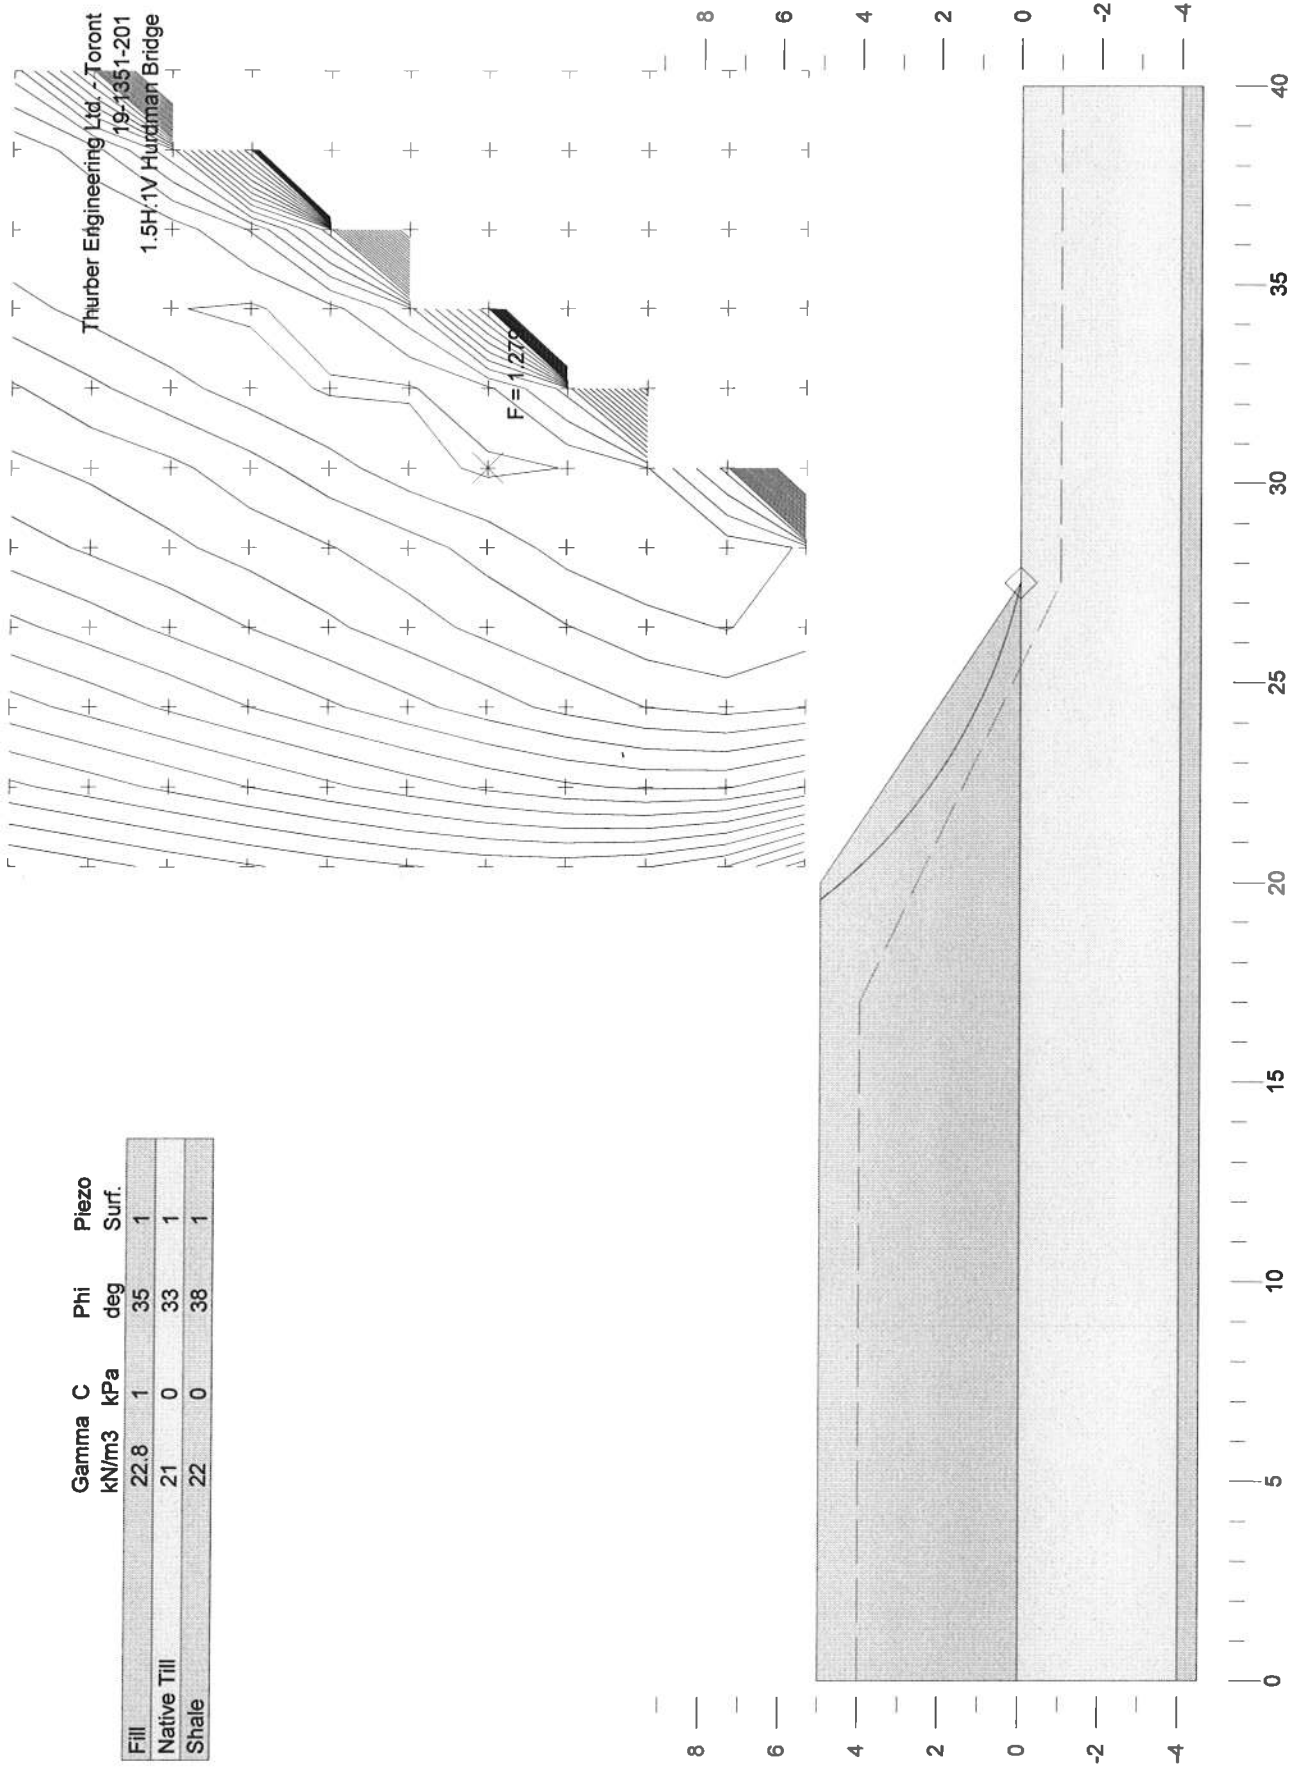 Thurber Engineering Ltd. - Toront
19-1351-201
1.5H:1V Hurdman Bridge
Gamma C Phi Piezo
kN/m3 kPa deg Surf.
Fill 22.8 1 35 1
Native Till 21 0 33 1
Shale 22 0 38 1
F = 1.279
8
6
4
2
0
-2
-4
8
6
4
2
0
-2
-4
0 5 10 15 20 25 30 35 40